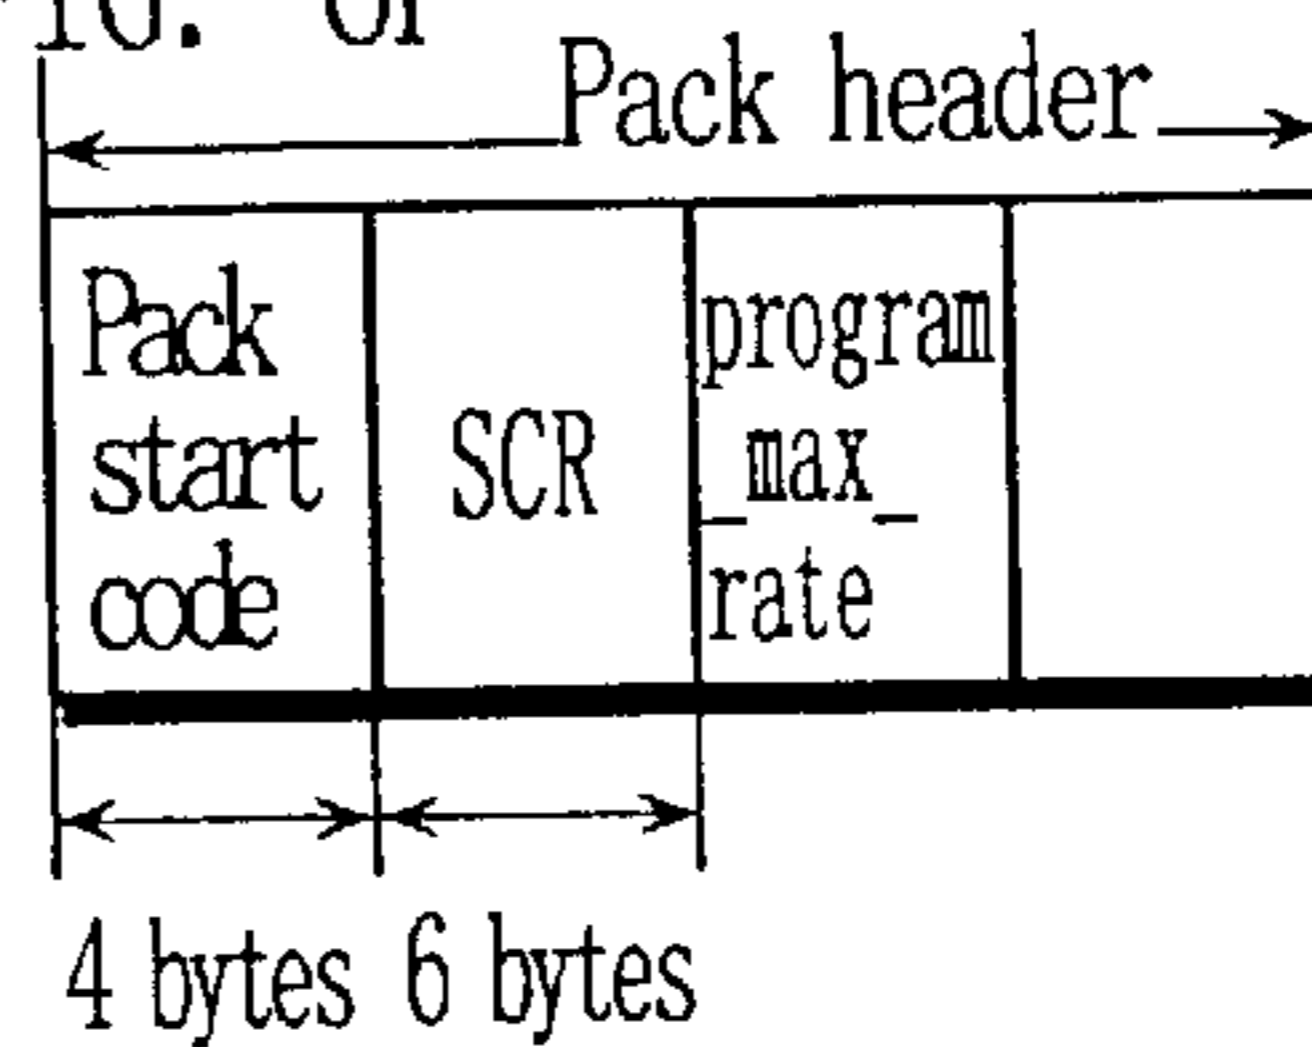 Pack header
Pack
start
code
SCR
program
_max_
rate
4 bytes 6 bytes